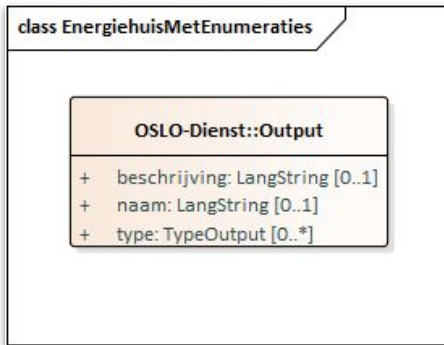 class EnergiehuisMetEnumeraties
OSLO-Dienst::Output
+ beschrijving: LangString [0..1]
+ naam: LangString [0..1]
+ type: TypeOutput [0..*]